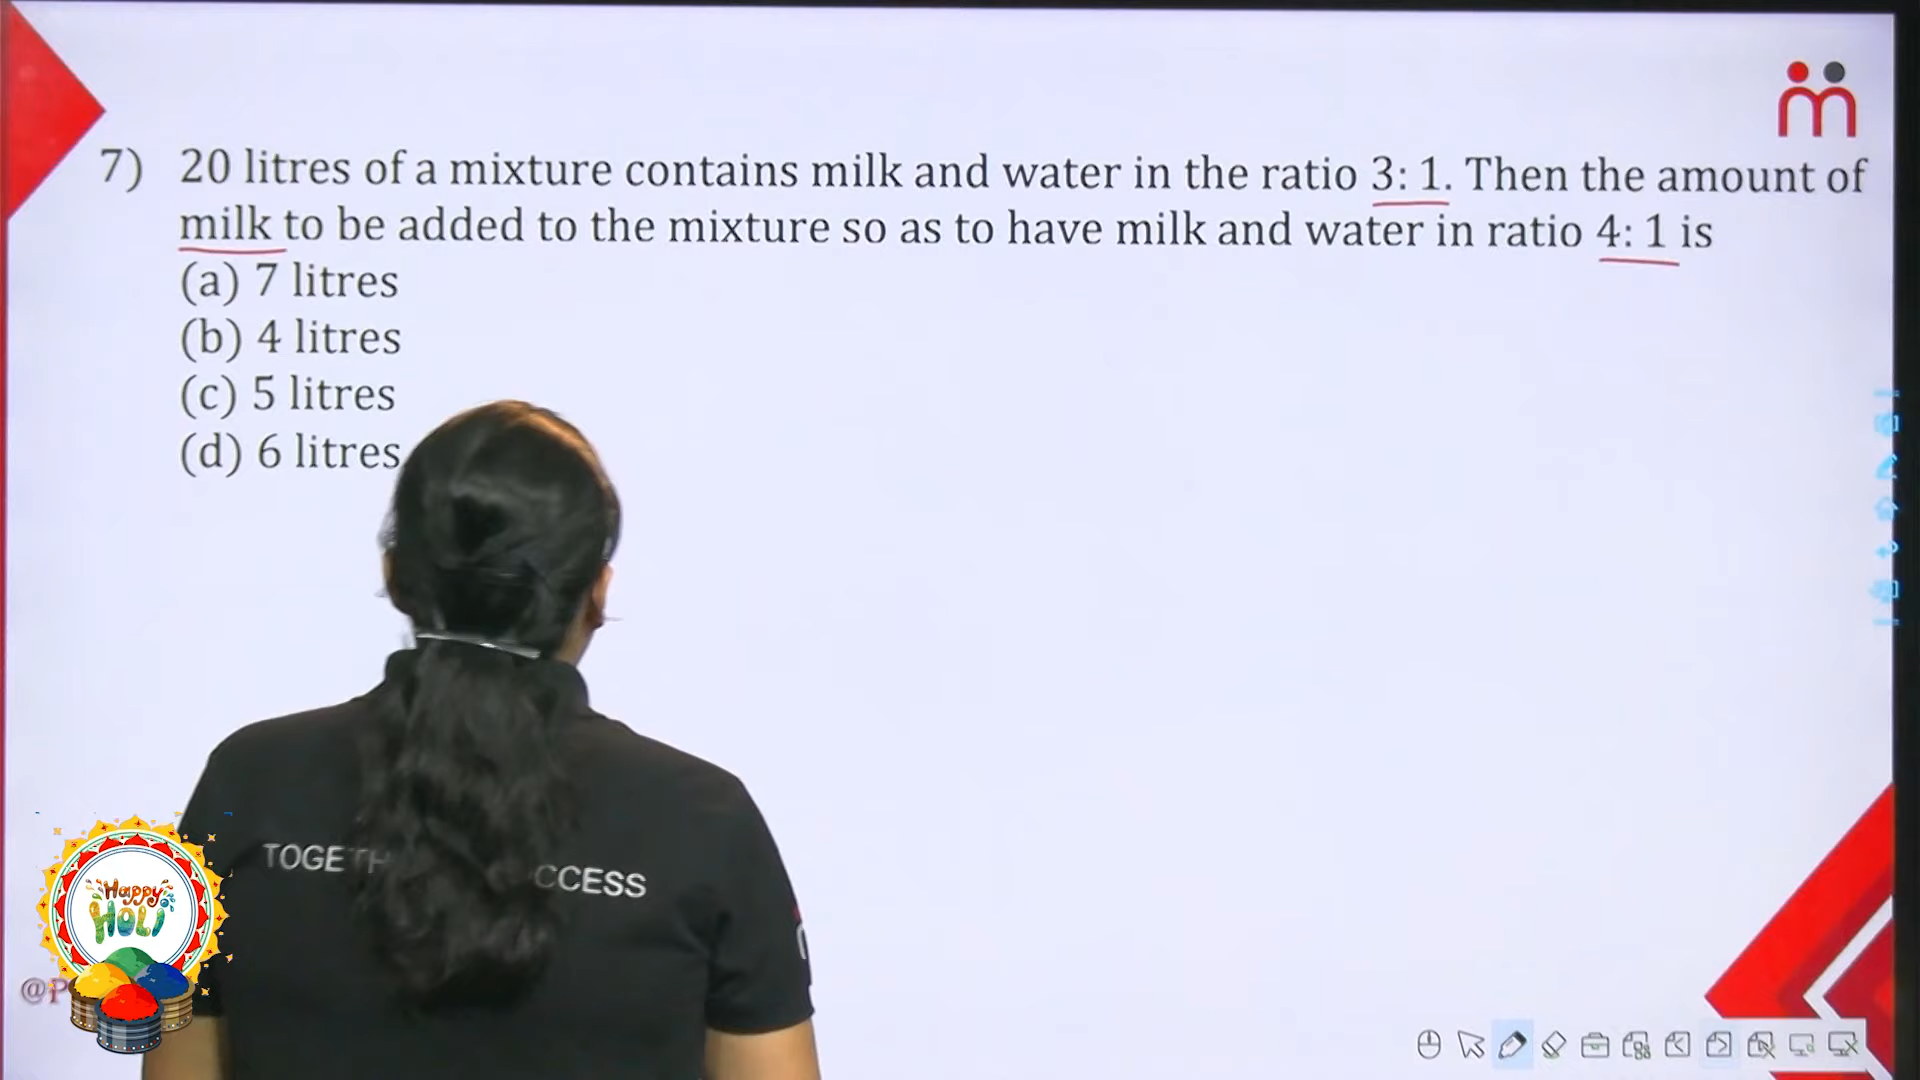 7) 20 litres of a mixture contains milk and water in the ratio 3: 1. Then the amount of
milk to be added to the mixture so as to have milk and water in ratio 4: 1 is
(a) 7 litres
(b) 4 litres
(c) 5 litres
(d) 6 litres
TOGETH CCESS
Happy
HOLI
@P